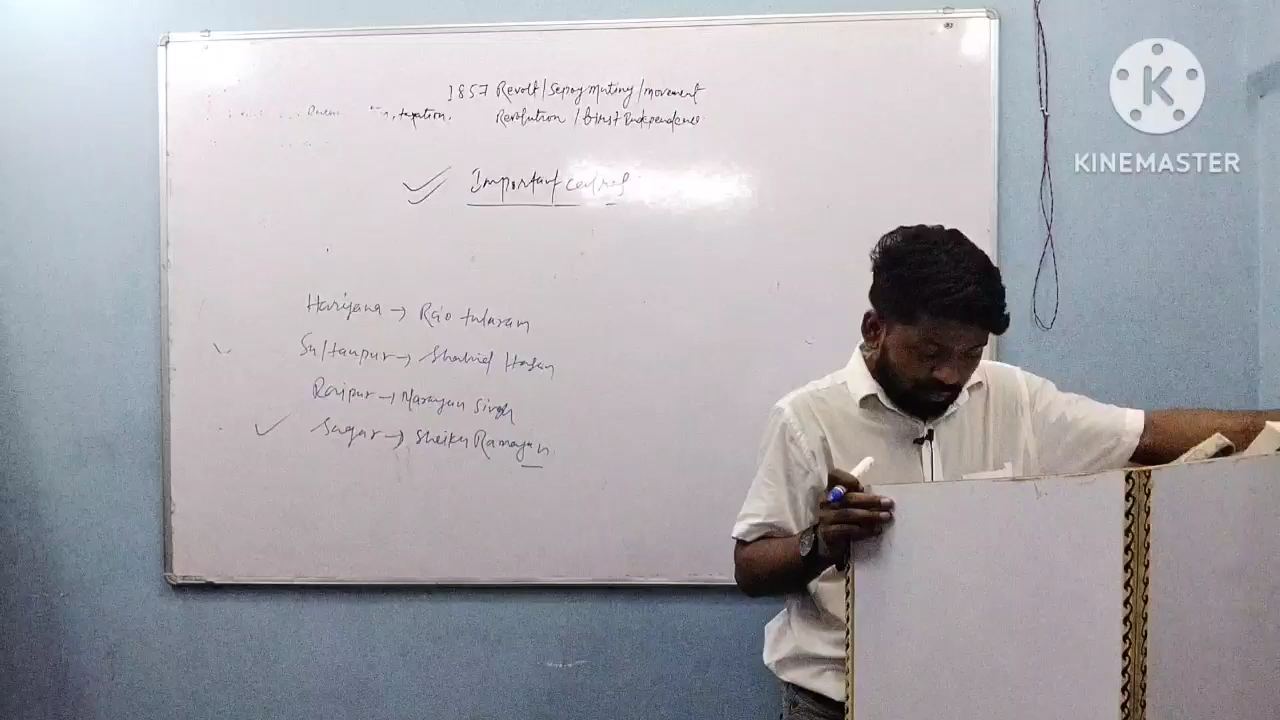 1857 Revolt/Sepoy mutiny/movement
taxation. Revolution / First Independence
Important centres
Hariyana → Rao tularam
Sultanpur → Shahid Hasan
Raipur → Narayan Singh
Sagar → Sheikh Ramajan
KINEMASTER